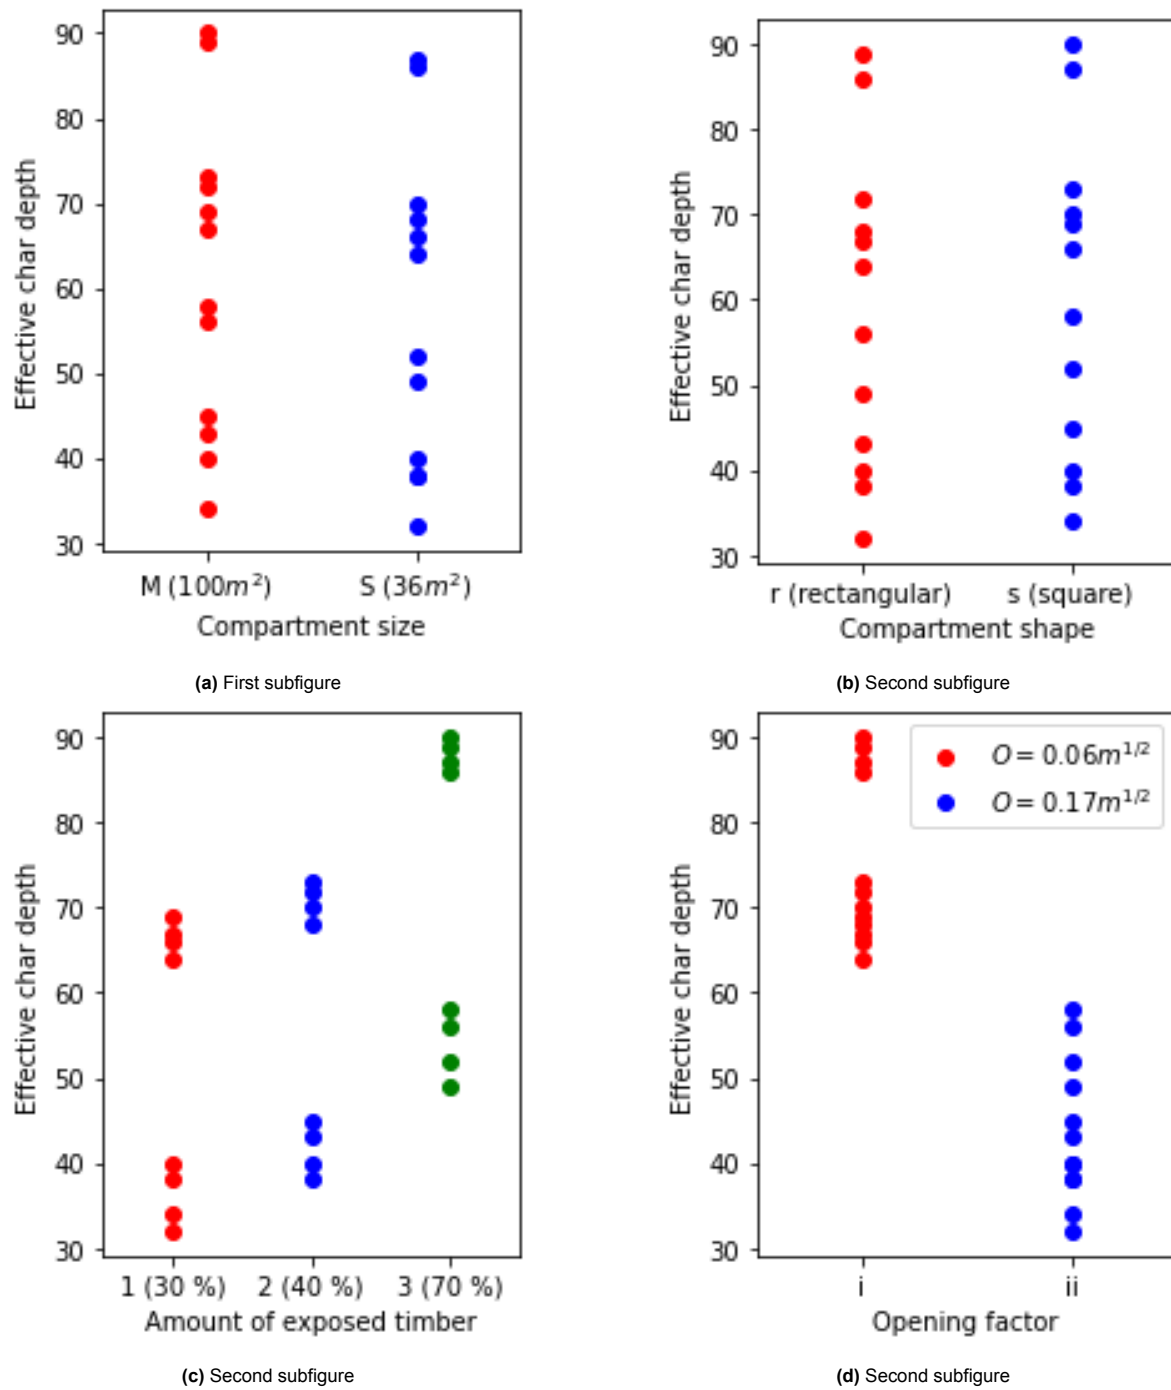 Effective char depth
90
80
70
60
50
40
30
M (100m²) S (36m²)
Compartment size
(a) First subfigure
Effective char depth
90
80
70
60
50
40
30
r (rectangular) s (square)
Compartment shape
(b) Second subfigure
Effective char depth
90
80
70
60
50
40
30
1 (30 %) 2 (40 %) 3 (70 %)
Amount of exposed timber
(c) Second subfigure
Effective char depth
90
80
70
60
50
40
30
O = 0.06m^{1/2}
O = 0.17m^{1/2}
i ii
Opening factor
(d) Second subfigure